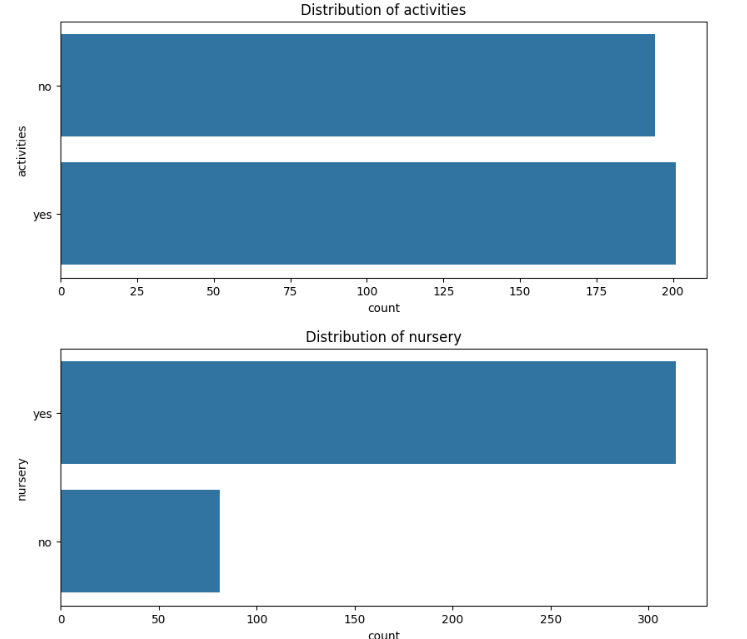 Distribution of activities
no
activities
yes
0 25 50 75 100 125 150 175 200
count
Distribution of nursery
yes
nursery
no
0 50 100 150 200 250 300
count